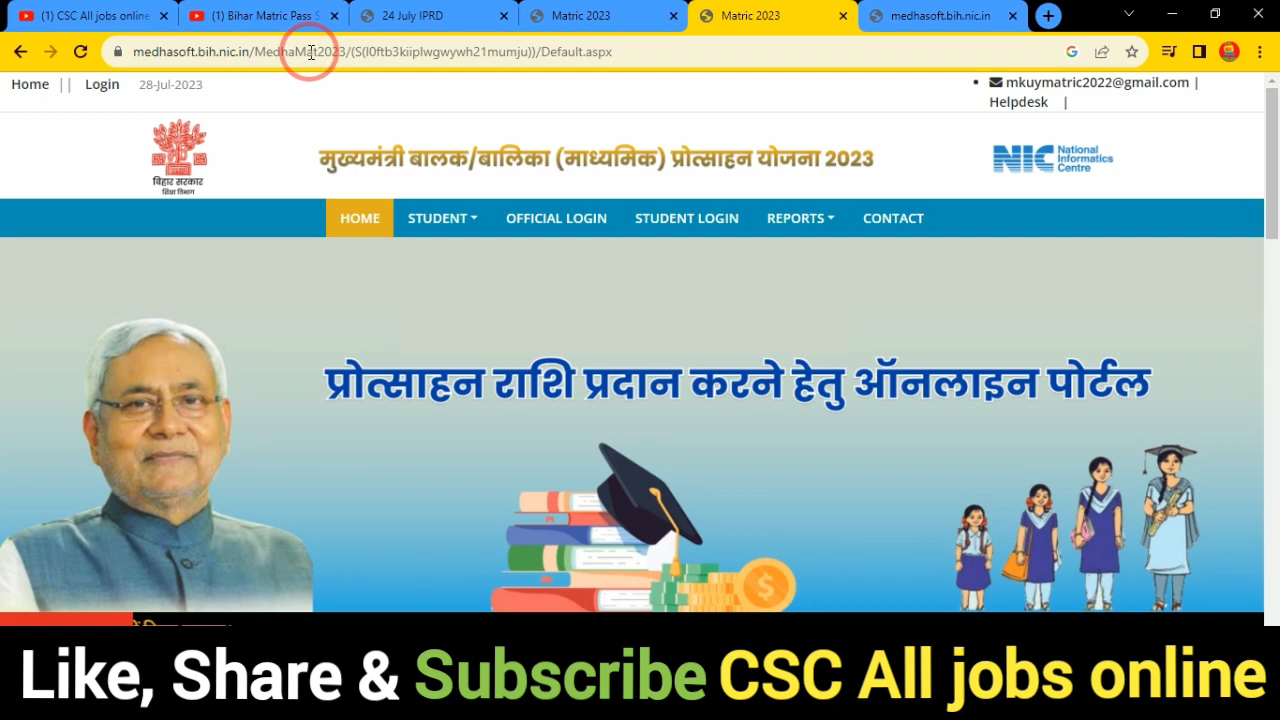 (1) CSC All jobs online
(1) Bihar Matric Pass S
24 July IPRD
Matric 2023
Matric 2023
medhasoft.bih.nic.in
medhasoft.bih.nic.in/MedhaMat2023/(S(l0ftb3kiiplwgwywh21mumju))/Default.aspx
Home || Login 28-Jul-2023
mkuymatric2022@gmail.com |
Helpdesk |
बिहार सरकार
शिक्षा विभाग
मुख्यमंत्री बालक/बालिका (माध्यमिक) प्रोत्साहन योजना 2023
NIC National Informatics Centre
HOME STUDENT OFFICIAL LOGIN STUDENT LOGIN REPORTS CONTACT
प्रोत्साहन राशि प्रदान करने हेतु ऑनलाइन पोर्टल
Like, Share & Subscribe CSC All jobs online